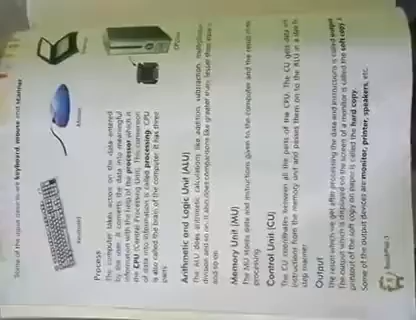 Some of the input devices are keyboard, mouse and scanner
Keyboard
Mouse
Process
The computer takes action on the data entered
by the user. It converts the data into meaningful
information with the help of the processor which is
the CPU (Central Processing Unit). This conversion
of data into information is called processing. CPU
is also called the brain of the computer. It has three
parts
Arithmetic and Logic Unit (ALU)
The ALU does arithmetic calculations like addition, subtraction, multiplication
division and so on. It also does comparisons like greater than, lesser than
and so on
Memory Unit (MU)
The MU stores data and instructions given to the computer and the result
processing
Control Unit (CU)
The CU coordinates between all the parts of the CPU. The CU gets data
instructions from the memory unit and passes them on to the ALU in a
step manner
Output
The result which we get after processing the data and instructions is called
The output which is displayed on the screen of a monitor is called the soft copy
printout of the soft copy on paper is called the hard copy.
Some of the output devices are monitor, printer, speakers, etc.